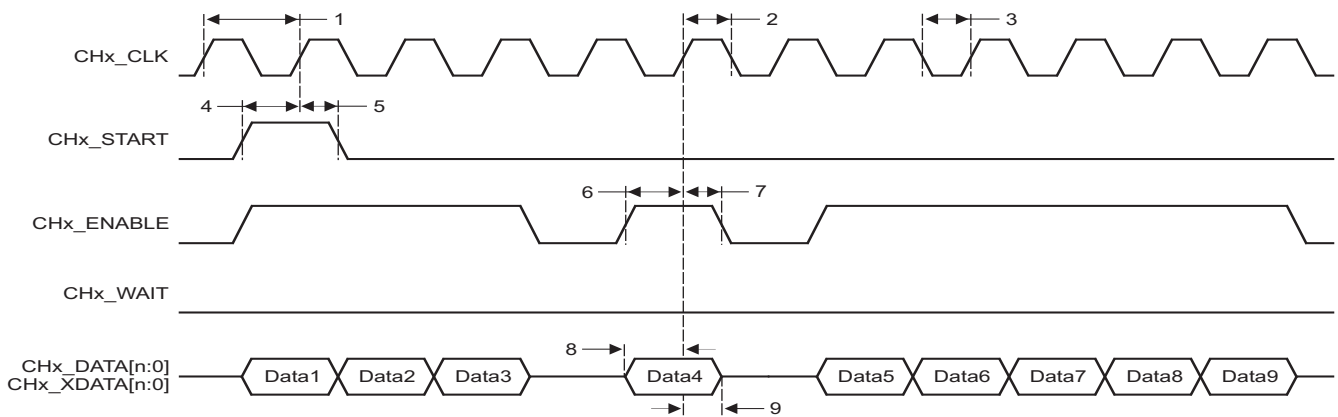 1
2
3
CHx_CLK
4
5
CHx_START
6
7
CHx_ENABLE
CHx_WAIT
8
CHx_DATA[n:0]
CHx_XDATA[n:0]
Data1 Data2 Data3 Data4 Data5 Data6 Data7 Data8 Data9
9